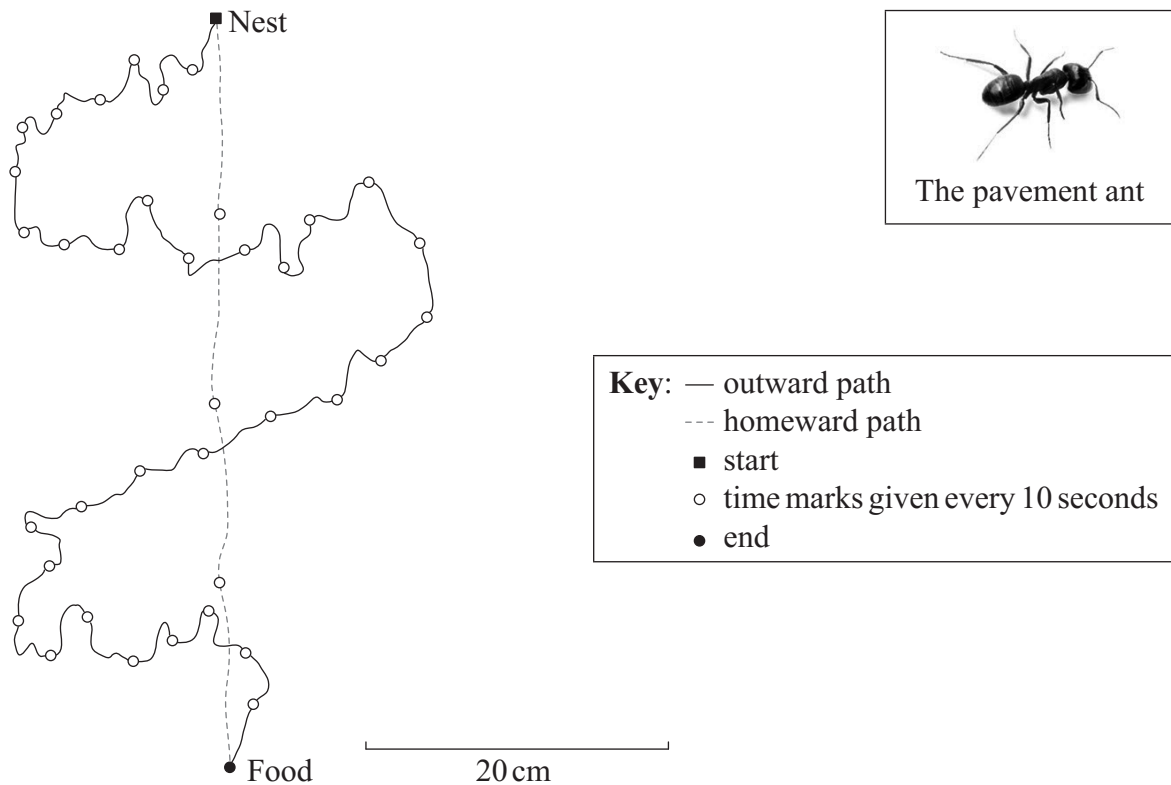 Nest
The pavement ant
Key: — outward path
---- homeward path
■ start
○ time marks given every 10 seconds
● end
Food
20 cm